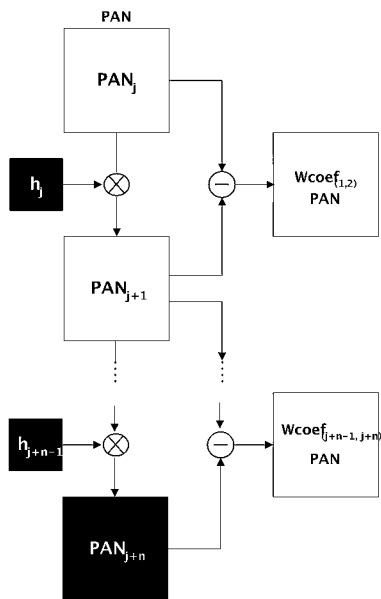 PAN
PANⱼ
hⱼ
Wcoef(1,2)
PAN
PANj+1
hj+n-1
Wcoef(j+n-1, j+n)
PAN
PANj+n